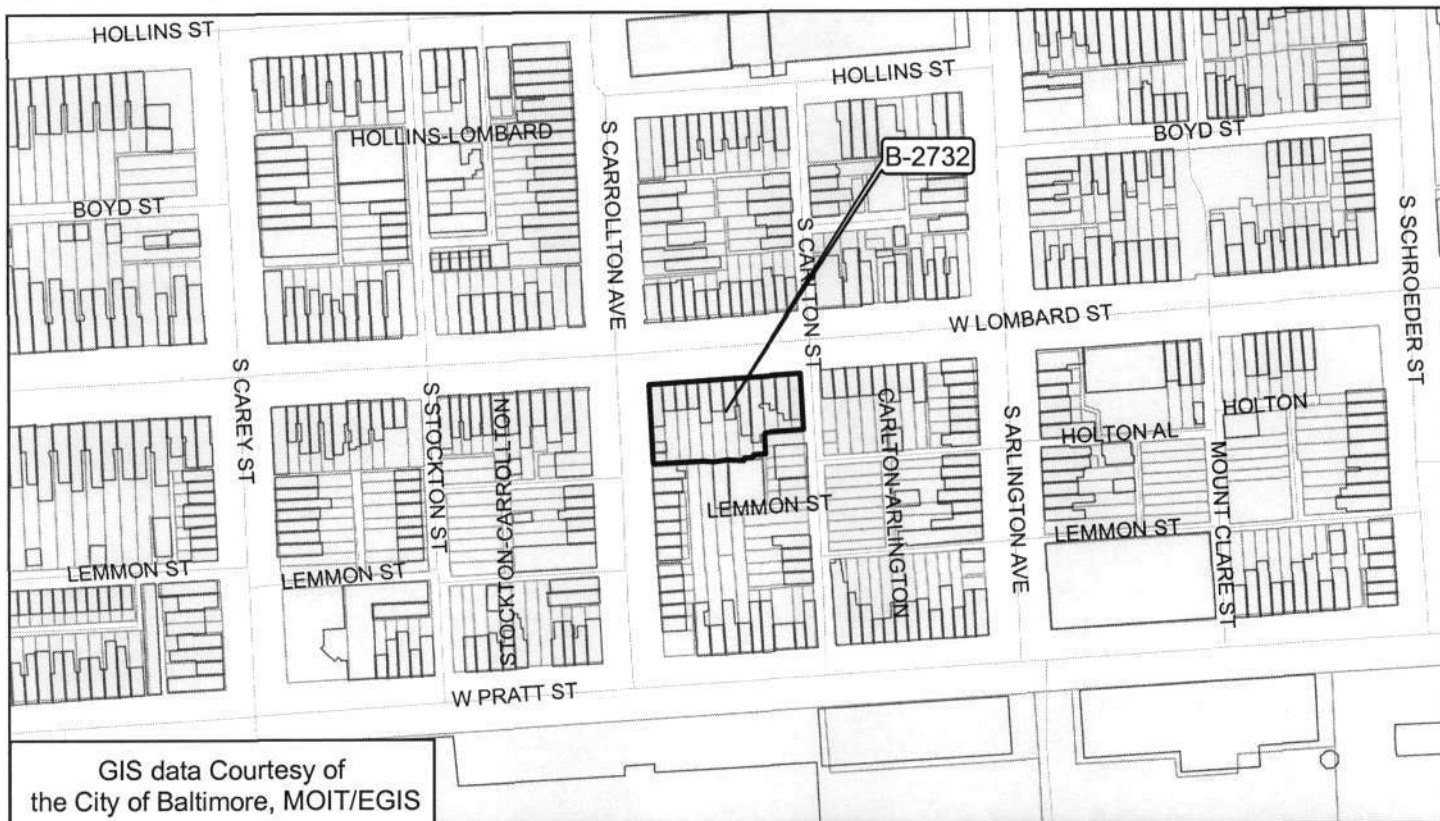 HOLLINS ST
HOLLINS ST
HOLLINS-LOMBARD
BOYD ST
B-2732
BOYD ST
S CARROLLTON AVE
S CARLTON ST
S SCHROEDER ST
W LOMBARD ST
S CAREY ST
S STOCKTON ST
STOCKTON-CARROLLTON
CARLTON-ARLINGTON
S ARLINGTON AVE
HOLTON
HOLTON AL
MOUNT CLARE ST
LEMMON ST
LEMMON ST
LEMMON ST
LEMMON ST
W PRATT ST
GIS data Courtesy of
the City of Baltimore, MOIT/EGIS